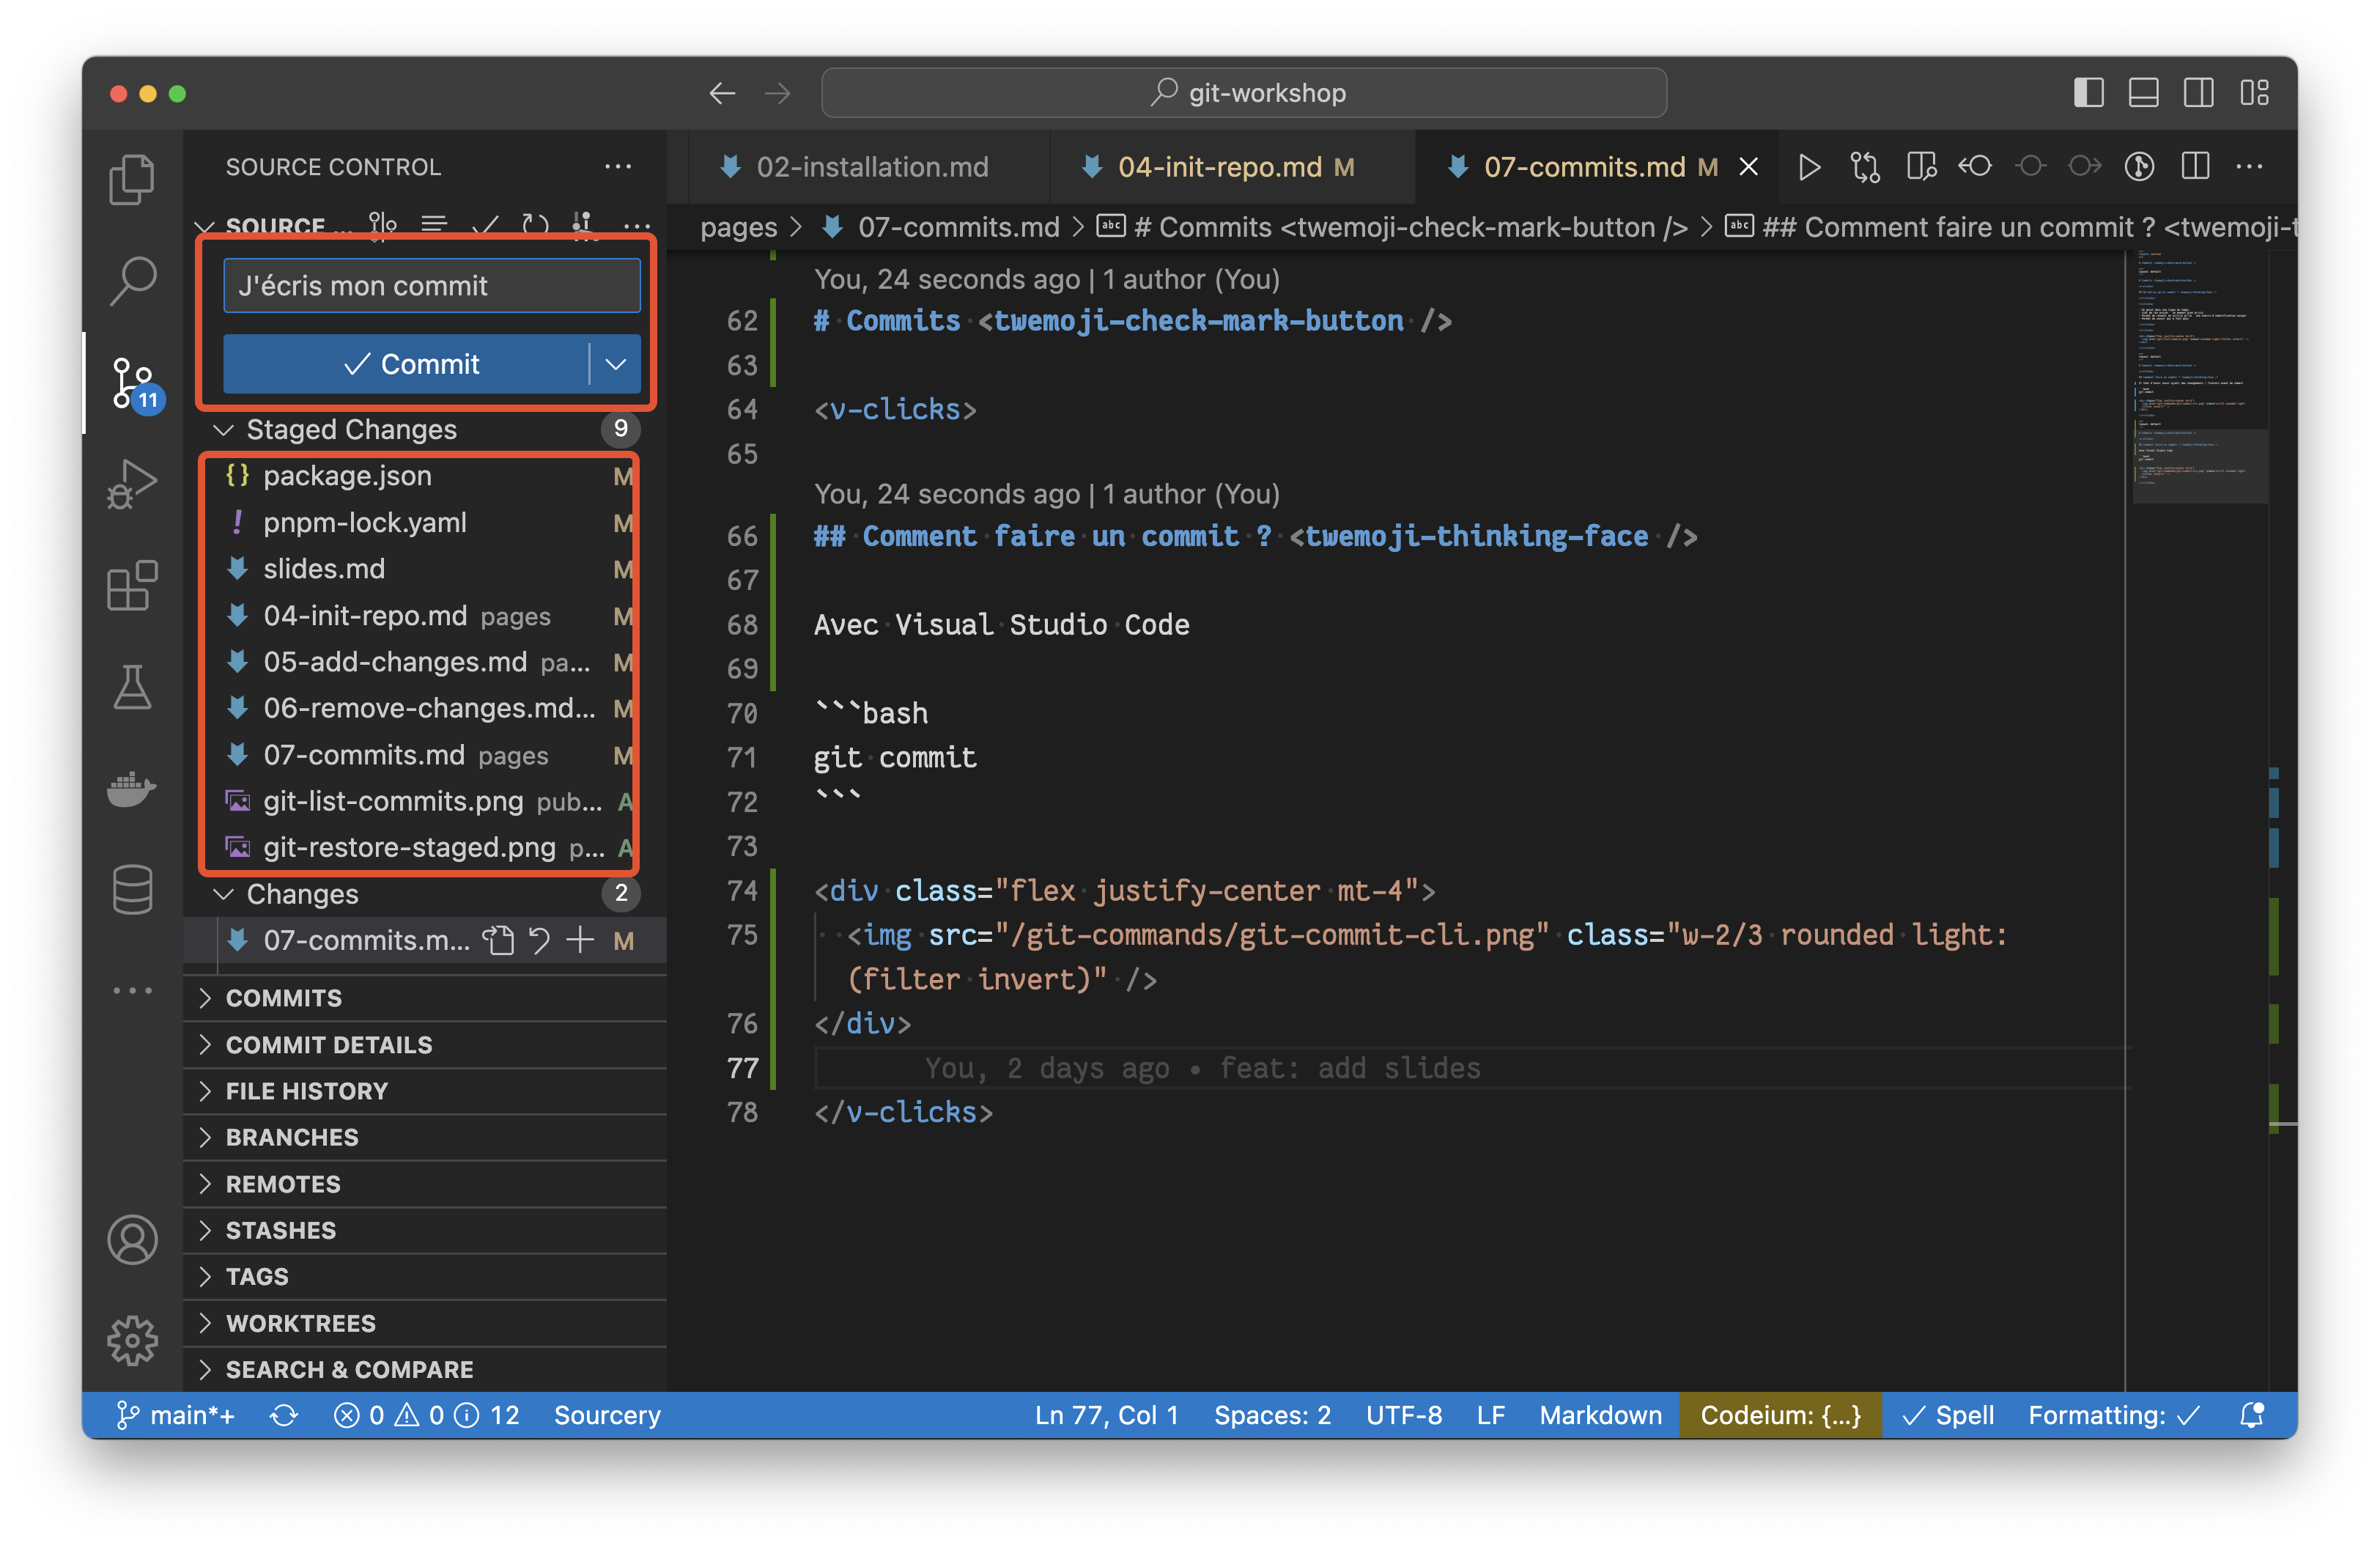 git-workshop
SOURCE CONTROL
SOURCE ...
J'écris mon commit
Commit
11
Staged Changes 9
package.json M
pnpm-lock.yaml M
slides.md M
04-init-repo.md pages M
05-add-changes.md pa... M
06-remove-changes.md... M
07-commits.md pages M
git-list-commits.png pub... A
git-restore-staged.png p... A
Changes 2
07-commits.m... M
COMMITS
COMMIT DETAILS
FILE HISTORY
BRANCHES
REMOTES
STASHES
TAGS
WORKTREES
SEARCH & COMPARE
02-installation.md
04-init-repo.md M
07-commits.md M
pages > 07-commits.md > # Commits <twemoji-check-mark-button /> > ## Comment faire un commit ? <twemoji-t
You, 24 seconds ago | 1 author (You)
62 # Commits <twemoji-check-mark-button />
63
64 <v-clicks>
65
You, 24 seconds ago | 1 author (You)
66 ## Comment faire un commit ? <twemoji-thinking-face />
67
68 Avec Visual Studio Code
69
70 ```bash
71 git commit
72 ```
73
74 <div class="flex justify-center mt-4">
75 <img src="/git-commands/git-commit-cli.png" class="w-2/3 rounded light:
(filter invert)" />
76 </div>
77 You, 2 days ago • feat: add slides
78 </v-clicks>
main*+ 0 0 12 Sourcery Ln 77, Col 1 Spaces: 2 UTF-8 LF Markdown Codeium: {...} Spell Formatting: